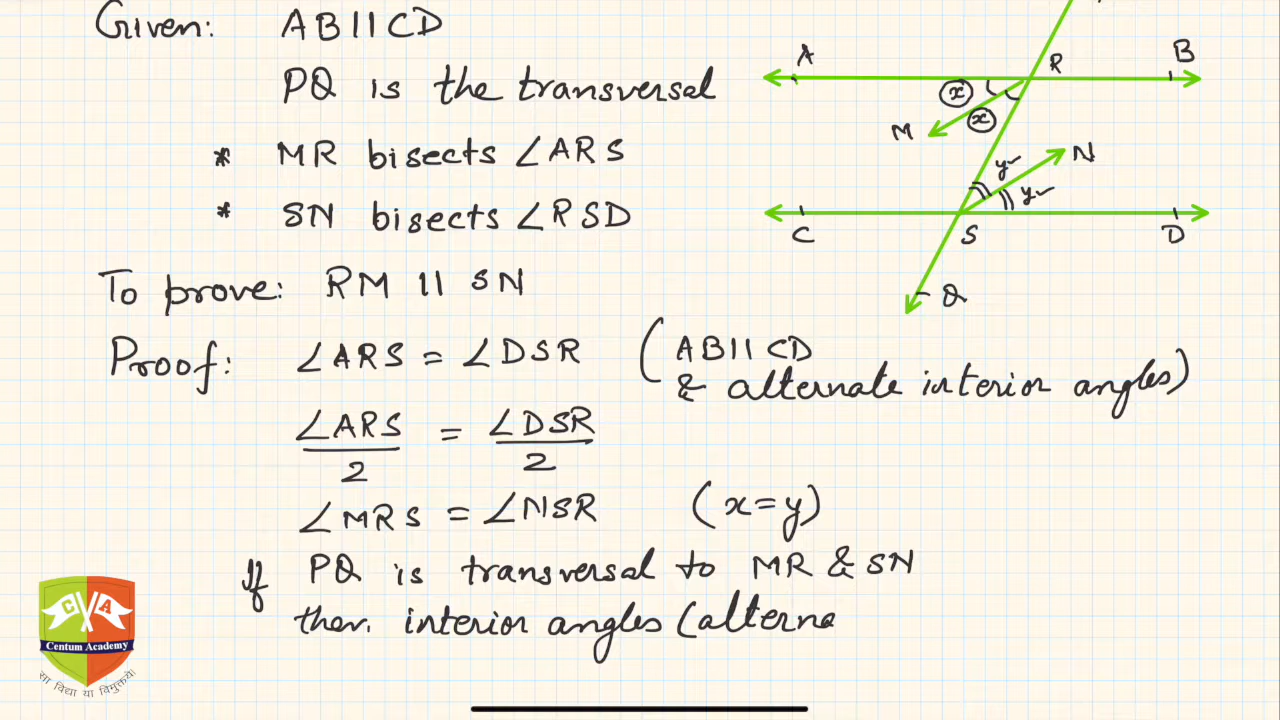 Given: AB || CD
PQ is the transversal
* MR bisects ∠ARS
* SN bisects ∠RSD
To prove: RM || SN
Proof: ∠ARS = ∠DSR ( AB || CD
& alternate interior angles)
∠ARS/2 = ∠DSR/2
∠MRS = ∠NSR (x=y)
If PQ is transversal to MR & SN
then interior angles (alterna
A
R
B
x
x
M
y
N
y
C
S
D
Q
C A
Centum Academy
सा विद्या या विमुक्तये।